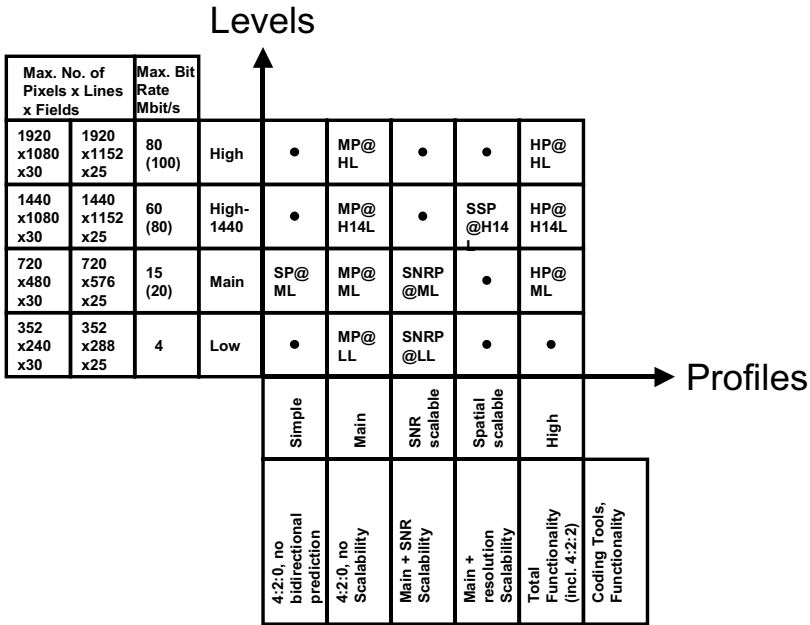 Levels
Max. No. of
Pixels x Lines
x Fields
Max. Bit
Rate
Mbit/s
1920
x1080
x30
1920
x1152
x25
80
(100)
High
•
MP@
HL
•
•
HP@
HL
1440
x1080
x30
1440
x1152
x25
60
(80)
High-
1440
•
MP@
H14L
•
SSP
@H14
L
HP@
H14L
720
x480
x30
720
x576
x25
15
(20)
Main
SP@
ML
MP@
ML
SNRP
@ML
•
HP@
ML
352
x240
x30
352
x288
x25
4
Low
•
MP@
LL
SNRP
@LL
•
•
Profiles
Simple
Main
SNR
scalable
Spatial
scalable
High
4:2:0, no
bidirectional
prediction
4:2:0, no
Scalability
Main + SNR
Scalability
Main +
resolution
Scalability
Total
Functionality
(incl. 4:2:2)
Coding Tools,
Functionality